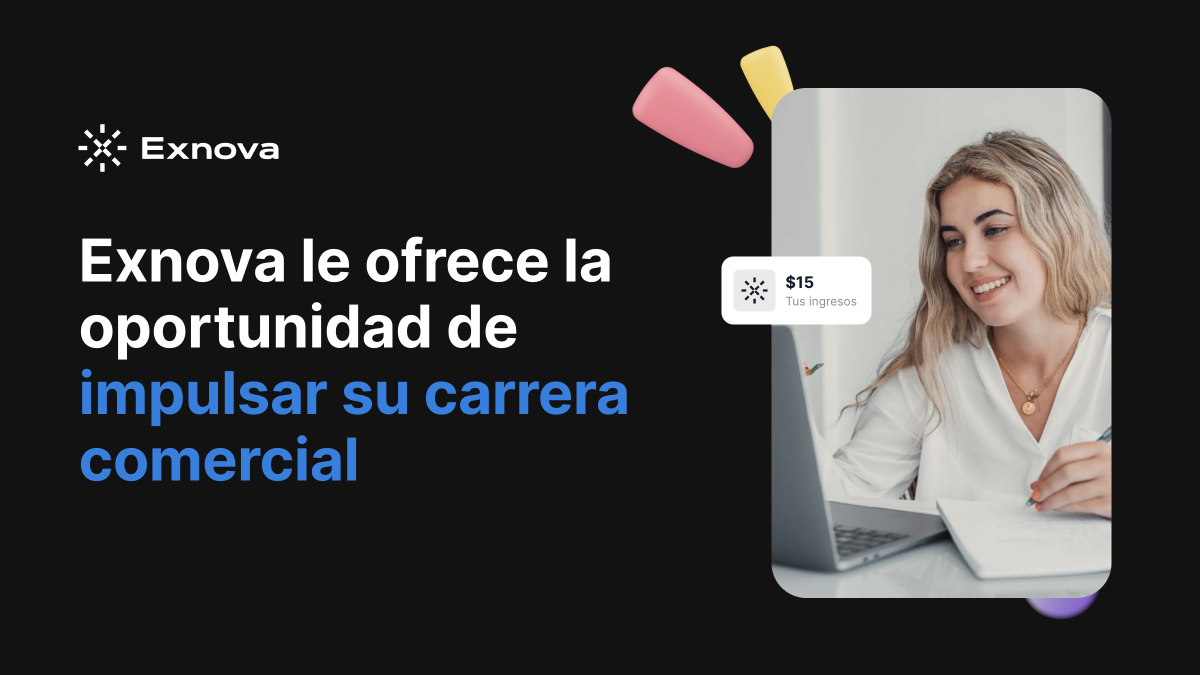 Exnova
Exnova le ofrece la
oportunidad de
impulsar su carrera
comercial
$15
Tus ingresos